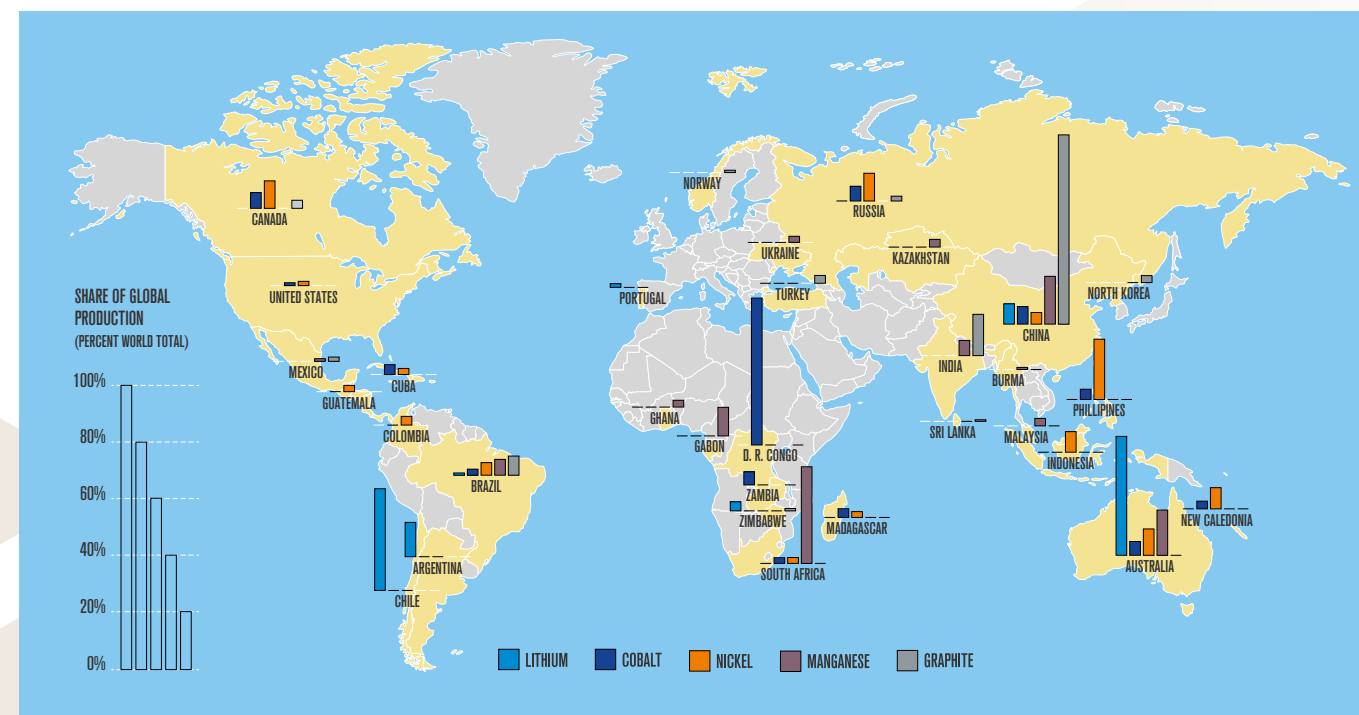 NORWAY
RUSSIA
CANADA
UKRAINE
KAZAKHSTAN
UNITED STATES
PORTUGAL
TURKEY
NORTH KOREA
SHARE OF GLOBAL
PRODUCTION
(PERCENT WORLD TOTAL)
CHINA
MEXICO
INDIA
BURMA
100%
CUBA
GUATEMALA
PHILLIPINES
GHANA
COLOMBIA
SRI LANKA
MALAYSIA
80%
GABON
D. R. CONGO
INDONESIA
BRAZIL
ZAMBIA
60%
ZIMBABWE
MADAGASCAR
NEW CALEDONIA
40%
ARGENTINA
SOUTH AFRICA
AUSTRALIA
CHILE
20%
0%
LITHIUM
COBALT
NICKEL
MANGANESE
GRAPHITE